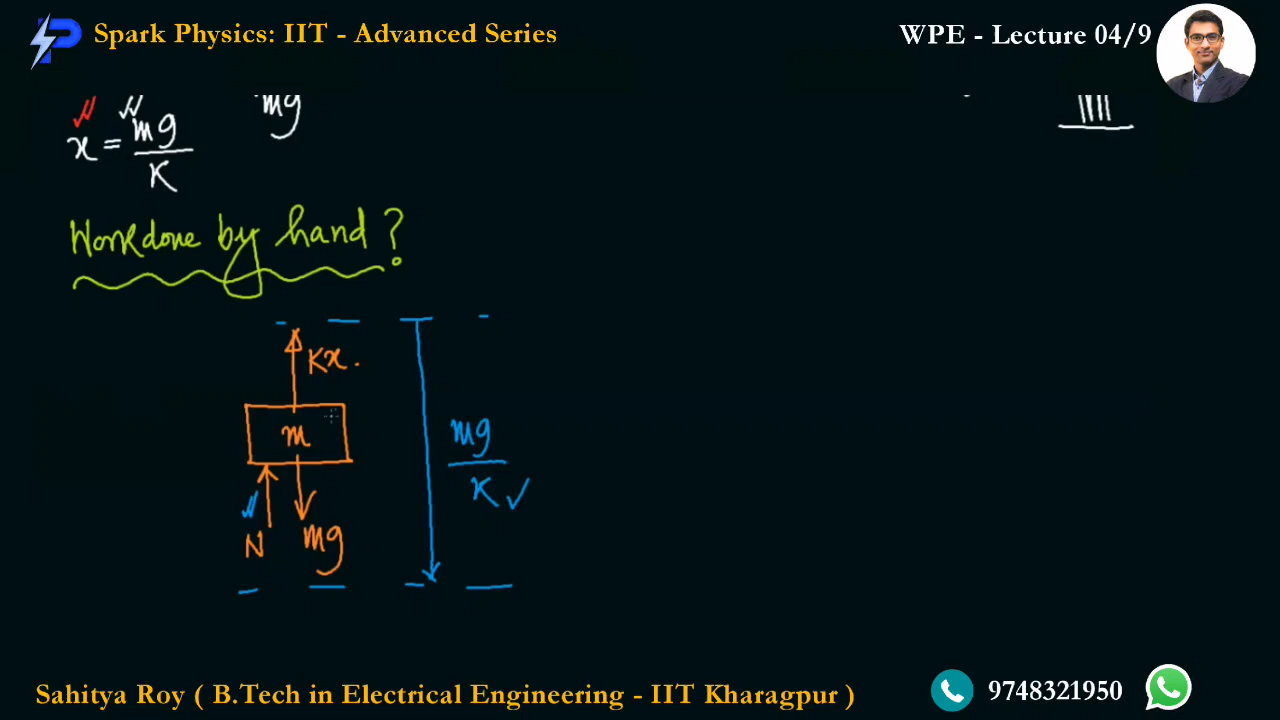 Spark Physics: IIT - Advanced Series
WPE - Lecture 04/9
mg
x = mg/K
Workdone by hand ?
Kx.
m
mg/K
N
mg
Sahitya Roy ( B.Tech in Electrical Engineering - IIT Kharagpur )
9748321950